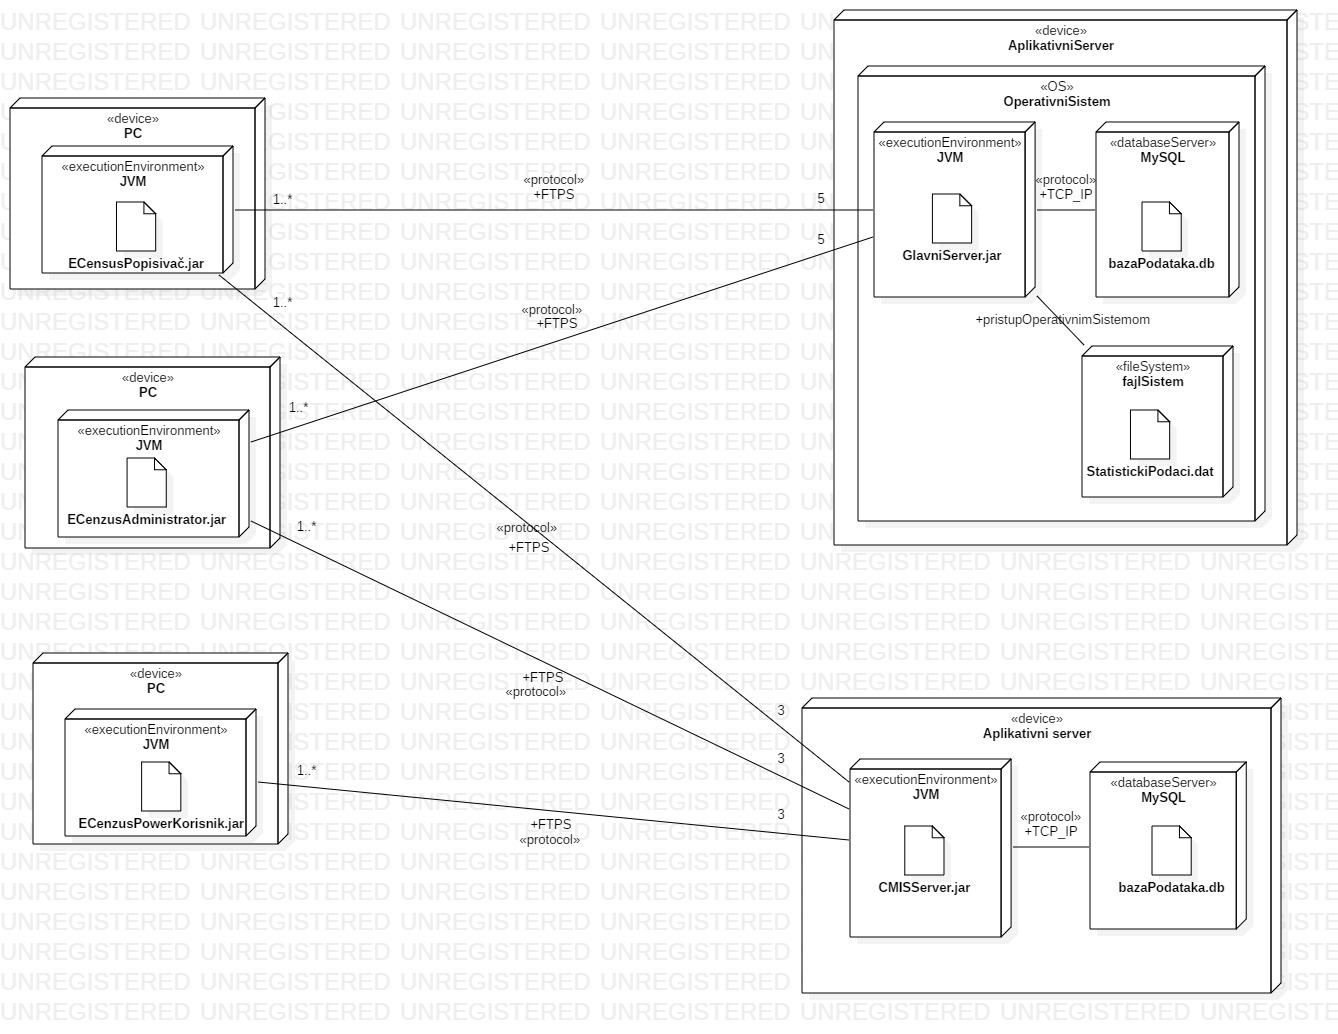 «device»
PC
«executionEnvironment»
JVM
ECensusPopisivač.jar
1..*
1..*
«protocol»
+FTPS
5
5
«device»
AplikativniServer
«OS»
OperativniSistem
«executionEnvironment»
JVM
GlavniServer.jar
«protocol»
+TCP_IP
«databaseServer»
MySQL
bazaPodataka.db
+pristupOperativnimSistemom
«fileSystem»
fajlSistem
StatistickiPodaci.dat
«protocol»
+FTPS
«device»
PC
«executionEnvironment»
JVM
ECenzusAdministrator.jar
1..*
1..*
«protocol»
+FTPS
+FTPS
«protocol»
«device»
PC
«executionEnvironment»
JVM
ECenzusPowerKorisnik.jar
1..*
+FTPS
«protocol»
3
3
3
«device»
Aplikativni server
«executionEnvironment»
JVM
CMISServer.jar
«protocol»
+TCP_IP
«databaseServer»
MySQL
bazaPodataka.db
UNREGISTERED